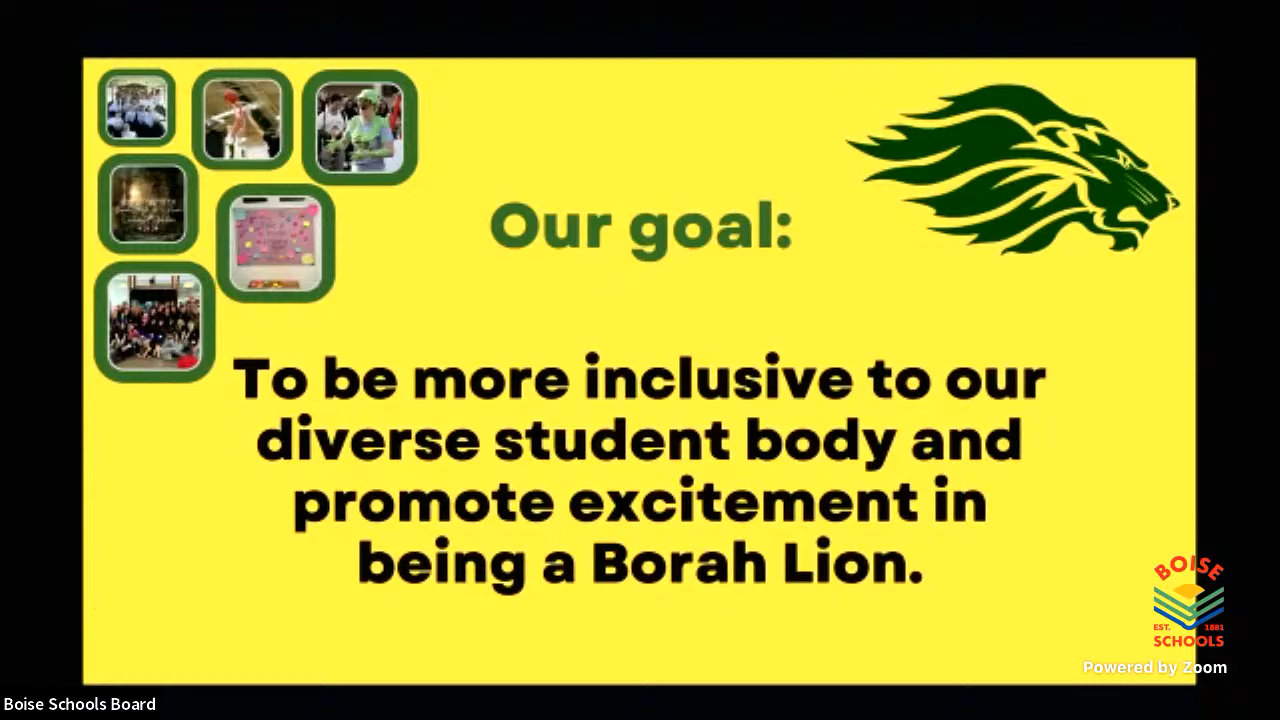 Our goal:
To be more inclusive to our
diverse student body and
promote excitement in
being a Borah Lion.
BOISE
EST. 1881
SCHOOLS
Powered by Zoom
Boise Schools Board